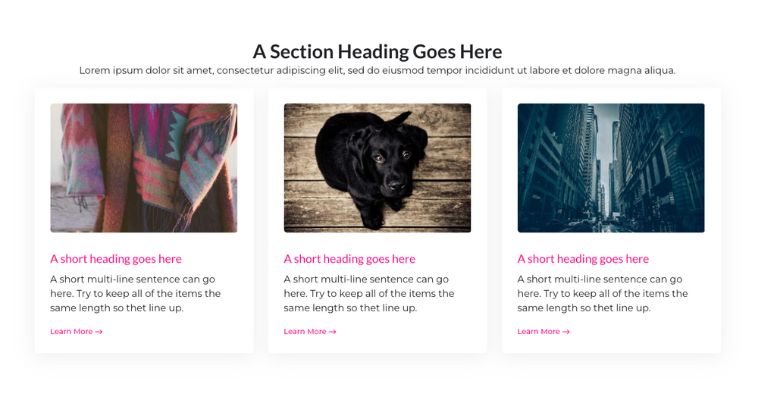 A Section Heading Goes Here
Lorem ipsum dolor sit amet, consectetur adipiscing elit, sed do eiusmod tempor incididunt ut labore et dolore magna aliqua.
A short heading goes here
A short multi-line sentence can go
here. Try to keep all of the items the
same length so thet line up.
Learn More →
A short heading goes here
A short multi-line sentence can go
here. Try to keep all of the items the
same length so thet line up.
Learn More →
A short heading goes here
A short multi-line sentence can go
here. Try to keep all of the items the
same length so thet line up.
Learn More →